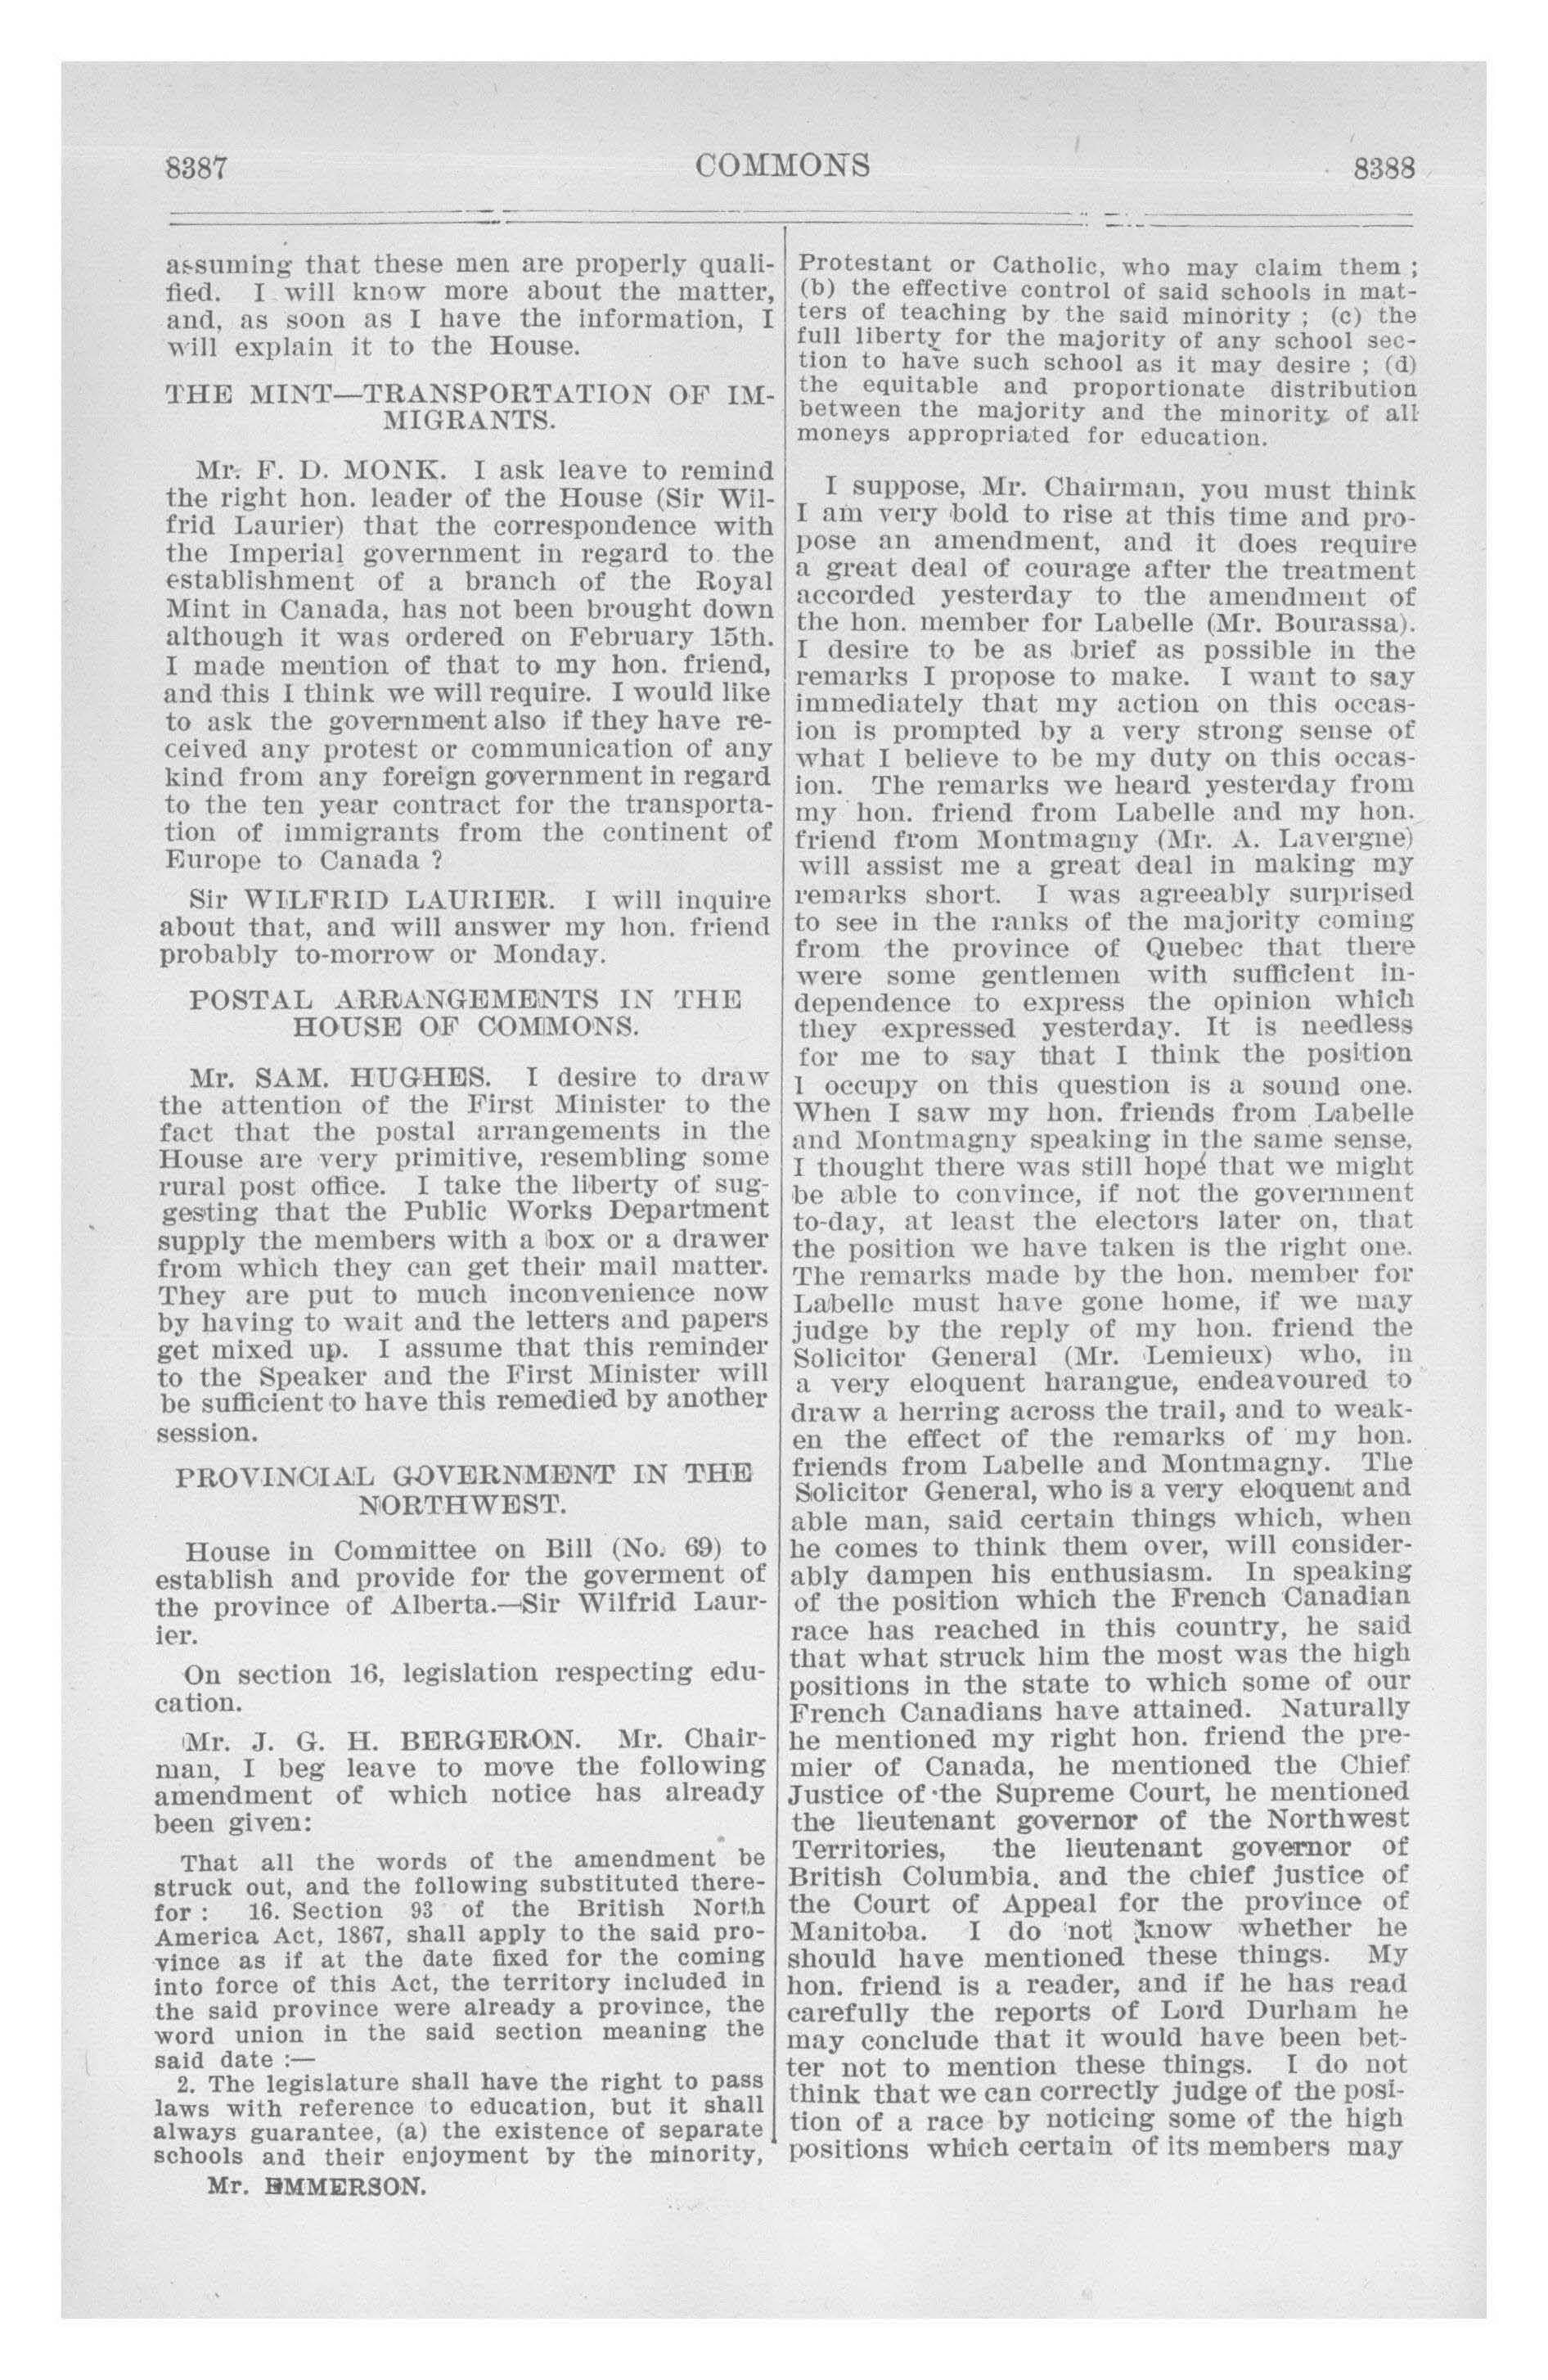 8387 COMMONS 8388
assuming that these men are properly quali-
fied. I will know more about the matter,
and, as soon as I have the information, I
will explain it to the House.
THE MINT—TRANSPORTATION OF IM-
MIGRANTS.
Mr. F. D. MONK. I ask leave to remind
the right hon. leader of the House (Sir Wil-
frid Laurier) that the correspondence with
the Imperial government in regard to the
establishment of a branch of the Royal
Mint in Canada, has not been brought down
although it was ordered on February 15th.
I made mention of that to my hon. friend,
and this I think we will require. I would like
to ask the government also if they have re-
ceived any protest or communication of any
kind from any foreign government in regard
to the ten year contract for the transporta-
tion of immigrants from the continent of
Europe to Canada ?
Sir WILFRID LAURIER. I will inquire
about that, and will answer my hon. friend
probably to-morrow or Monday.
POSTAL ARRANGEMENTS IN THE
HOUSE OF COMMONS.
Mr. SAM. HUGHES. I desire to draw
the attention of the First Minister to the
fact that the postal arrangements in the
House are very primitive, resembling some
rural post office. I take the liberty of sug-
gesting that the Public Works Department
supply the members with a box or a drawer
from which they can get their mail matter.
They are put to much inconvenience now
by having to wait and the letters and papers
get mixed up. I assume that this reminder
to the Speaker and the First Minister will
be sufficient to have this remedied by another
session.
PROVINCIAL GOVERNMENT IN THE
NORTHWEST.
House in Committee on Bill (No. 69) to
establish and provide for the goverment of
the province of Alberta.—Sir Wilfrid Laur-
ier.
On section 16, legislation respecting edu-
cation.
Mr. J. G. H. BERGERON. Mr. Chair-
man, I beg leave to move the following
amendment of which notice has already
been given:
That all the words of the amendment be
struck out, and the following substituted there-
for : 16. Section 93 of the British North
America Act, 1867, shall apply to the said pro-
vince as if at the date fixed for the coming
into force of this Act, the territory included in
the said province were already a province, the
word union in the said section meaning the
said date :—
2. The legislature shall have the right to pass
laws with reference to education, but it shall
always guarantee, (a) the existence of separate
schools and their enjoyment by the minority,
Mr. EMMERSON.
Protestant or Catholic, who may claim them ;
(b) the effective control of said schools in mat-
ters of teaching by the said minority ; (c) the
full liberty for the majority of any school sec-
tion to have such school as it may desire ; (d)
the equitable and proportionate distribution
between the majority and the minority of all
moneys appropriated for education.
I suppose, Mr. Chairman, you must think
I am very bold to rise at this time and pro-
pose an amendment, and it does require
a great deal of courage after the treatment
accorded yesterday to the amendment of
the hon. member for Labelle (Mr. Bourassa).
I desire to be as brief as possible in the
remarks I propose to make. I want to say
immediately that my action on this occas-
ion is prompted by a very strong sense of
what I believe to be my duty on this occas-
ion. The remarks we heard yesterday from
my hon. friend from Labelle and my hon.
friend from Montmagny (Mr. A. Lavergne)
will assist me a great deal in making my
remarks short. I was agreeably surprised
to see in the ranks of the majority coming
from the province of Quebec that there
were some gentlemen with sufficient in-
dependence to express the opinion which
they expressed yesterday. It is needless
for me to say that I think the position
I occupy on this question is a sound one.
When I saw my hon. friends from Labelle
and Montmagny speaking in the same sense,
I thought there was still hope that we might
be able to convince, if not the government
to-day, at least the electors later on, that
the position we have taken is the right one.
The remarks made by the hon. member for
Labelle must have gone home, if we may
judge by the reply of my hon. friend the
Solicitor General (Mr. Lemieux) who, in
a very eloquent harangue, endeavoured to
draw a herring across the trail, and to weak-
en the effect of the remarks of my hon.
friends from Labelle and Montmagny. The
Solicitor General, who is a very eloquent and
able man, said certain things which, when
he comes to think them over, will consider-
ably dampen his enthusiasm. In speaking
of the position which the French Canadian
race has reached in this country, he said
that what struck him the most was the high
positions in the state to which some of our
French Canadians have attained. Naturally
he mentioned my right hon. friend the pre-
mier of Canada, he mentioned the Chief
Justice of the Supreme Court, he mentioned
the lieutenant governor of the Northwest
Territories, the lieutenant governor of
British Columbia. and the chief justice of
the Court of Appeal for the province of
Manitoba. I do not know whether he
should have mentioned these things. My
hon. friend is a reader, and if he has read
carefully the reports of Lord Durham he
may conclude that it would have been bet-
ter not to mention these things. I do not
think that we can correctly judge of the posi-
tion of a race by noticing some of the high
positions which certain of its members may